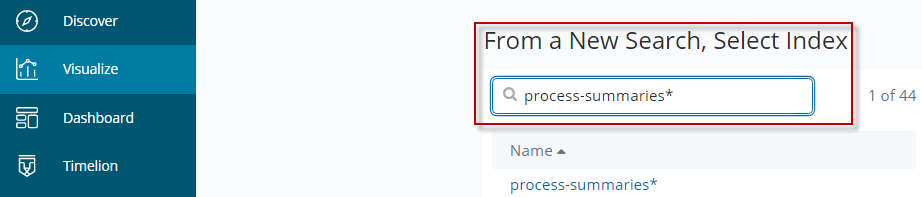 Discover
Visualize
Dashboard
Timelion
From a New Search, Select Index
process-summaries*
1 of 44
Name
process-summaries*